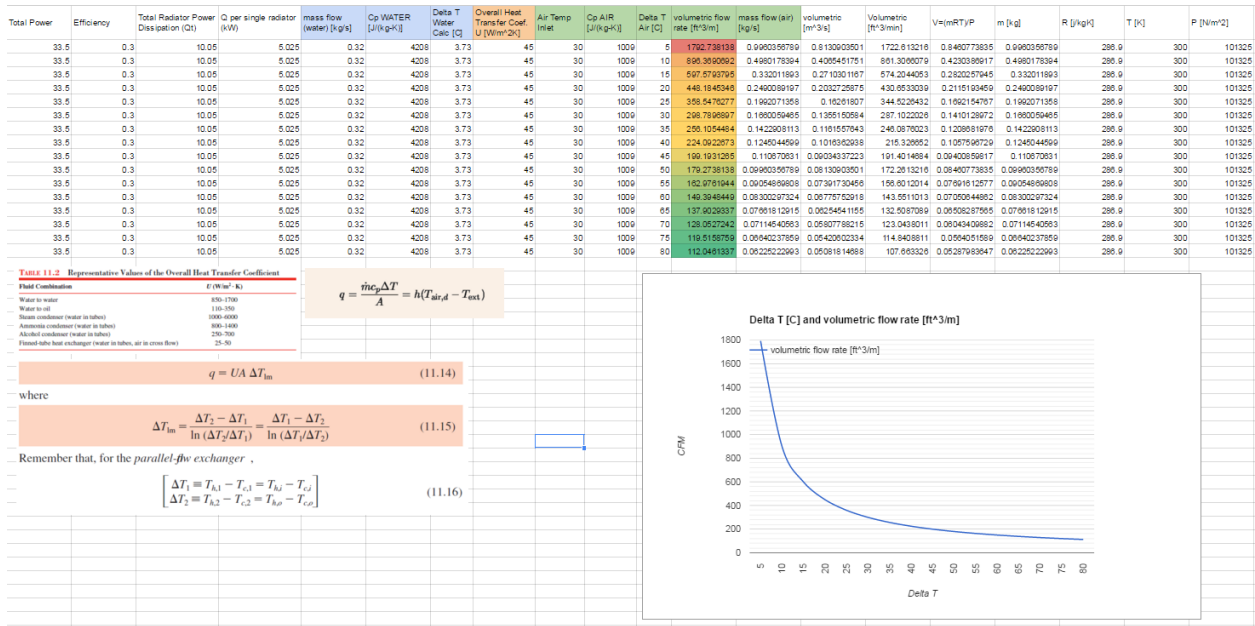 Total Power	Efficiency	Total Radiator Power Dissipation (Qt)	Q per single radiator (kW)	mass flow (water) [kg/s]	Cp WATER [J/(kg-K)]	Delta T Water Calc [C]	Overall Heat Transfer Coef. U [W/m^2K]	Air Temp Inlet	Cp AIR [J/(kg-K)]	Delta T Air [C]	volumetric flow rate [ft^3/m]	mass flow (air) [kg/s]	volumetric [m^3/s]	Volumetric [ft^3/min]	V=(mRT)/P	m [kg]	R [j/kgK]	T [K]	P [N/m^2]
33.5	0.3	10.05	5.025	0.32	4208	3.73	45	30	1009	5	1792.738138	0.9960356789	0.8130903501	1722.613216	0.8460773835	0.9960356789	286.9	300	101325
33.5	0.3	10.05	5.025	0.32	4208	3.73	45	30	1009	10	896.3690692	0.4980178394	0.4065451751	861.3066079	0.4230386917	0.4980178394	286.9	300	101325
33.5	0.3	10.05	5.025	0.32	4208	3.73	45	30	1009	15	597.5793795	0.332011893	0.2710301167	574.2044053	0.2820257945	0.332011893	286.9	300	101325
33.5	0.3	10.05	5.025	0.32	4208	3.73	45	30	1009	20	448.1845346	0.2490089197	0.2032725875	430.6533039	0.2115193459	0.2490089197	286.9	300	101325
33.5	0.3	10.05	5.025	0.32	4208	3.73	45	30	1009	25	358.5476277	0.1992071358	0.16261807	344.5226432	0.1692154767	0.1992071358	286.9	300	101325
33.5	0.3	10.05	5.025	0.32	4208	3.73	45	30	1009	30	298.7896897	0.1660059465	0.1355150584	287.1022026	0.1410128972	0.1660059465	286.9	300	101325
33.5	0.3	10.05	5.025	0.32	4208	3.73	45	30	1009	35	256.1054484	0.1422908113	0.1161557643	246.0876023	0.1208681976	0.1422908113	286.9	300	101325
33.5	0.3	10.05	5.025	0.32	4208	3.73	45	30	1009	40	224.0922673	0.1245044599	0.1016362938	215.326652	0.1057596729	0.1245044599	286.9	300	101325
33.5	0.3	10.05	5.025	0.32	4208	3.73	45	30	1009	45	199.1931265	0.110670631	0.09034337223	191.4014684	0.09400859817	0.110670631	286.9	300	101325
33.5	0.3	10.05	5.025	0.32	4208	3.73	45	30	1009	50	179.2738138	0.09960356789	0.08130903501	172.2613216	0.08460773835	0.09960356789	286.9	300	101325
33.5	0.3	10.05	5.025	0.32	4208	3.73	45	30	1009	55	162.9761944	0.09054869808	0.07391730456	156.6012014	0.07691612577	0.09054869808	286.9	300	101325
33.5	0.3	10.05	5.025	0.32	4208	3.73	45	30	1009	60	149.3948449	0.08300297324	0.06775752918	143.5511013	0.07050644862	0.08300297324	286.9	300	101325
33.5	0.3	10.05	5.025	0.32	4208	3.73	45	30	1009	65	137.9029337	0.07661812915	0.06254541155	132.5087089	0.06508287565	0.07661812915	286.9	300	101325
33.5	0.3	10.05	5.025	0.32	4208	3.73	45	30	1009	70	128.0527242	0.07114540563	0.05807788215	123.0438011	0.06043409882	0.07114540563	286.9	300	101325
33.5	0.3	10.05	5.025	0.32	4208	3.73	45	30	1009	75	119.5158759	0.06640237859	0.05420602334	114.8408811	0.0564051589	0.06640237859	286.9	300	101325
33.5	0.3	10.05	5.025	0.32	4208	3.73	45	30	1009	80	112.0461337	0.06225222993	0.05081814688	107.663326	0.05287983647	0.06225222993	286.9	300	101325
TABLE 11.2 Representative Values of the Overall Heat Transfer Coefficient
Fluid Combination	U (W/m² · K)
Water to water	850–1700
Water to oil	110–350
Steam condenser (water in tubes)	1000–6000
Ammonia condenser (water in tubes)	800–1400
Alcohol condenser (water in tubes)	250–700
Finned-tube heat exchanger (water in tubes, air in cross flow)	25–50
q = ṁc_pΔT / A = h(T_air,d − T_ext)
q = UA ΔT_lm (11.14)
where
ΔT_lm = (ΔT₂ − ΔT₁) / ln (ΔT₂/ΔT₁) = (ΔT₁ − ΔT₂) / ln (ΔT₁/ΔT₂) (11.15)
Remember that, for the parallel-flow exchanger ,
[ΔT₁ ≡ T_h,1 − T_c,1 = T_h,i − T_c,i
ΔT₂ ≡ T_h,2 − T_c,2 = T_h,o − T_c,o] (11.16)
Delta T [C] and volumetric flow rate [ft^3/m]
volumetric flow rate [ft^3/m]
1800
1600
1400
1200
1000
800
600
400
200
0
CFM
5 10 15 20 25 30 35 40 45 50 55 60 65 70 75 80
Delta T